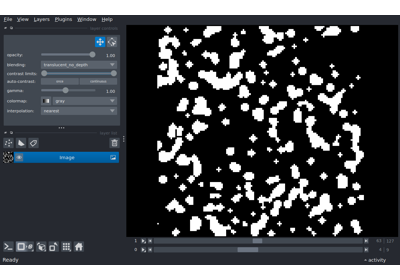 File View Layers Plugins Window Help
opacity: 1.00
blending: translucent_no_depth
contrast limits:
auto-contrast: once continuous
gamma: 1.00
colormap: gray
interpolation: nearest
Image
1
0
Ready
activity